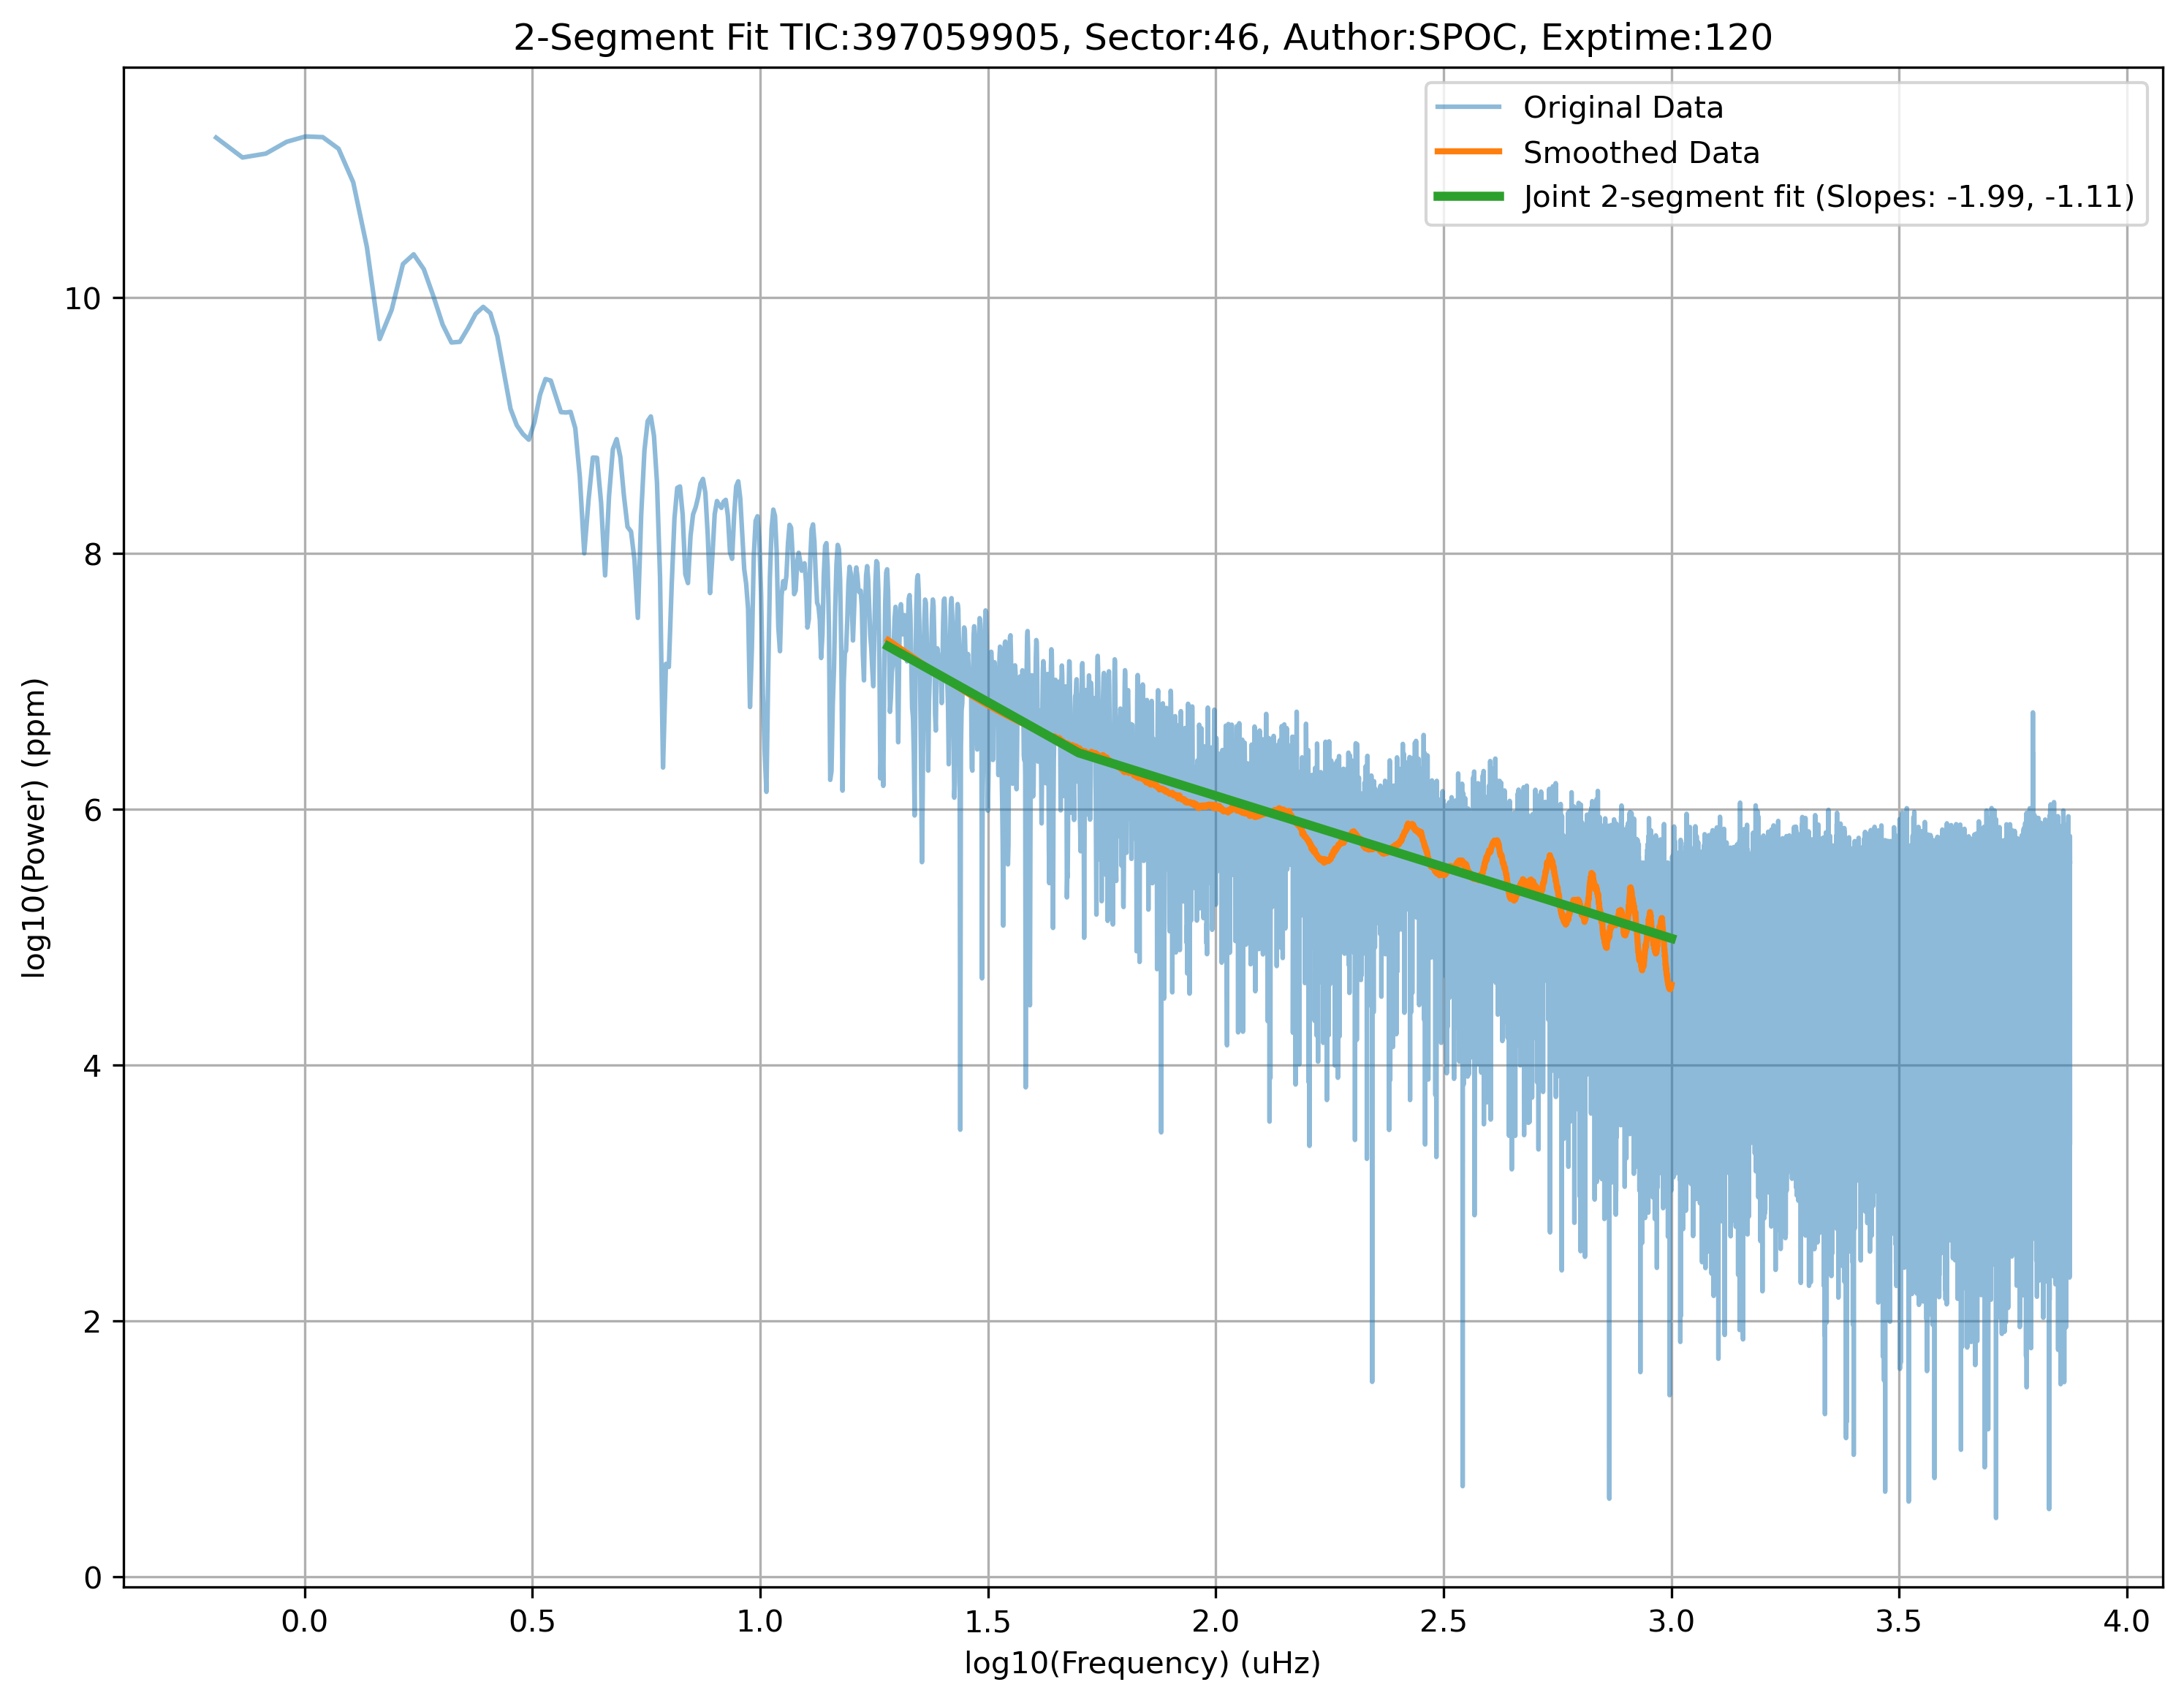 2-Segment Fit TIC:397059905, Sector:46, Author:SPOC, Exptime:120
Original Data
Smoothed Data
Joint 2-segment fit (Slopes: -1.99, -1.11)
log10(Power) (ppm)
10
8
6
4
2
0
0.0 0.5 1.0 1.5 2.0 2.5 3.0 3.5 4.0
log10(Frequency) (uHz)